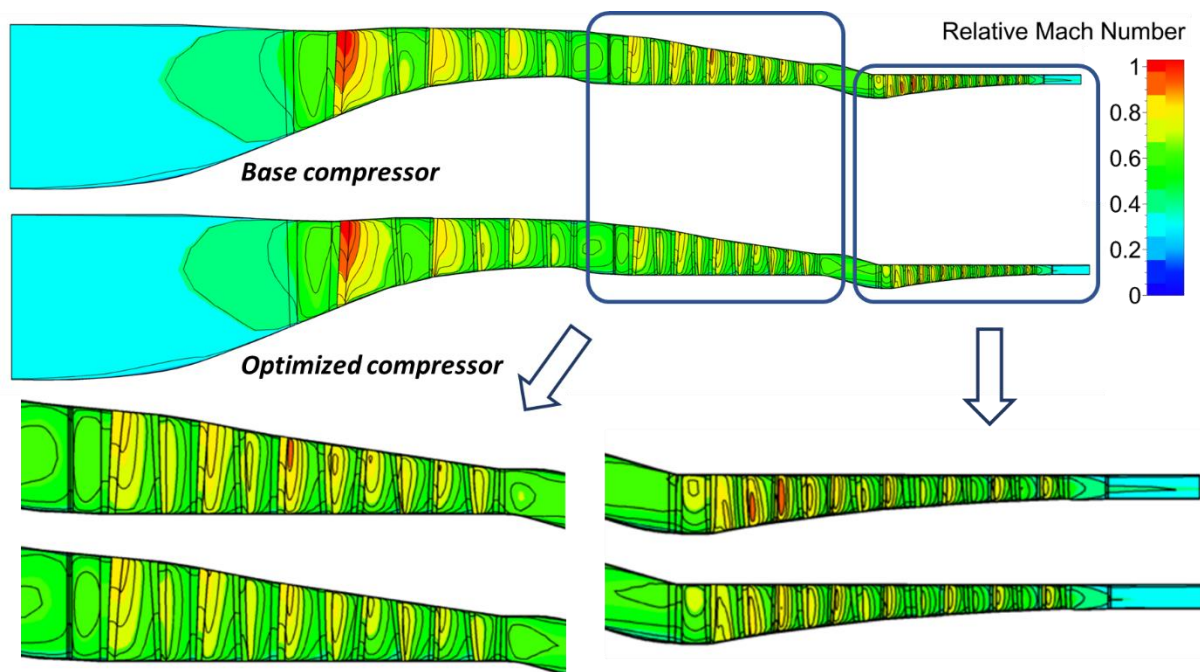 Relative Mach Number
1
0.8
0.6
0.4
0.2
0
Base compressor
Optimized compressor